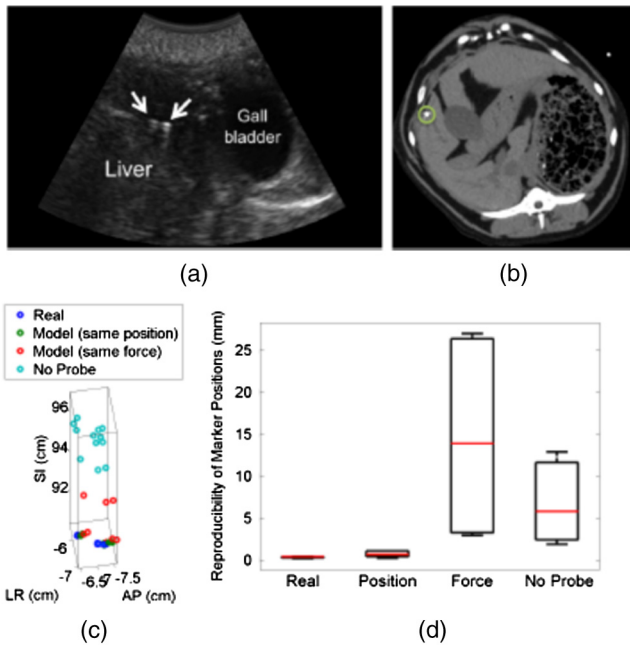 Gall
bladder
Liver
(a)
(b)
Real
Model (same position)
Model (same force)
No Probe
96
94
92
SI (cm)
-6
-7
-6.5
-7
-7.5
LR (cm)
AP (cm)
(c)
Reproducibility of Marker Positions (mm)
25
20
15
10
5
0
Real
Position
Force
No Probe
(d)